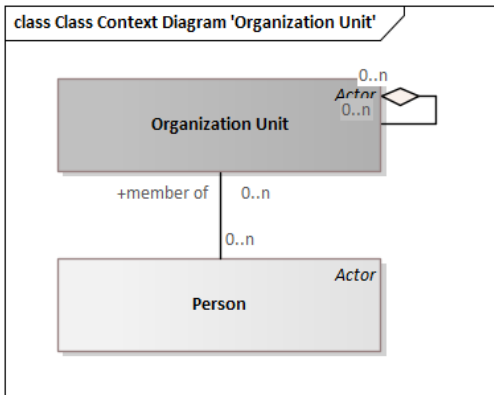 class Class Context Diagram 'Organization Unit'
0..n
Actor
0..n
Organization Unit
+member of 0..n
0..n
Actor
Person